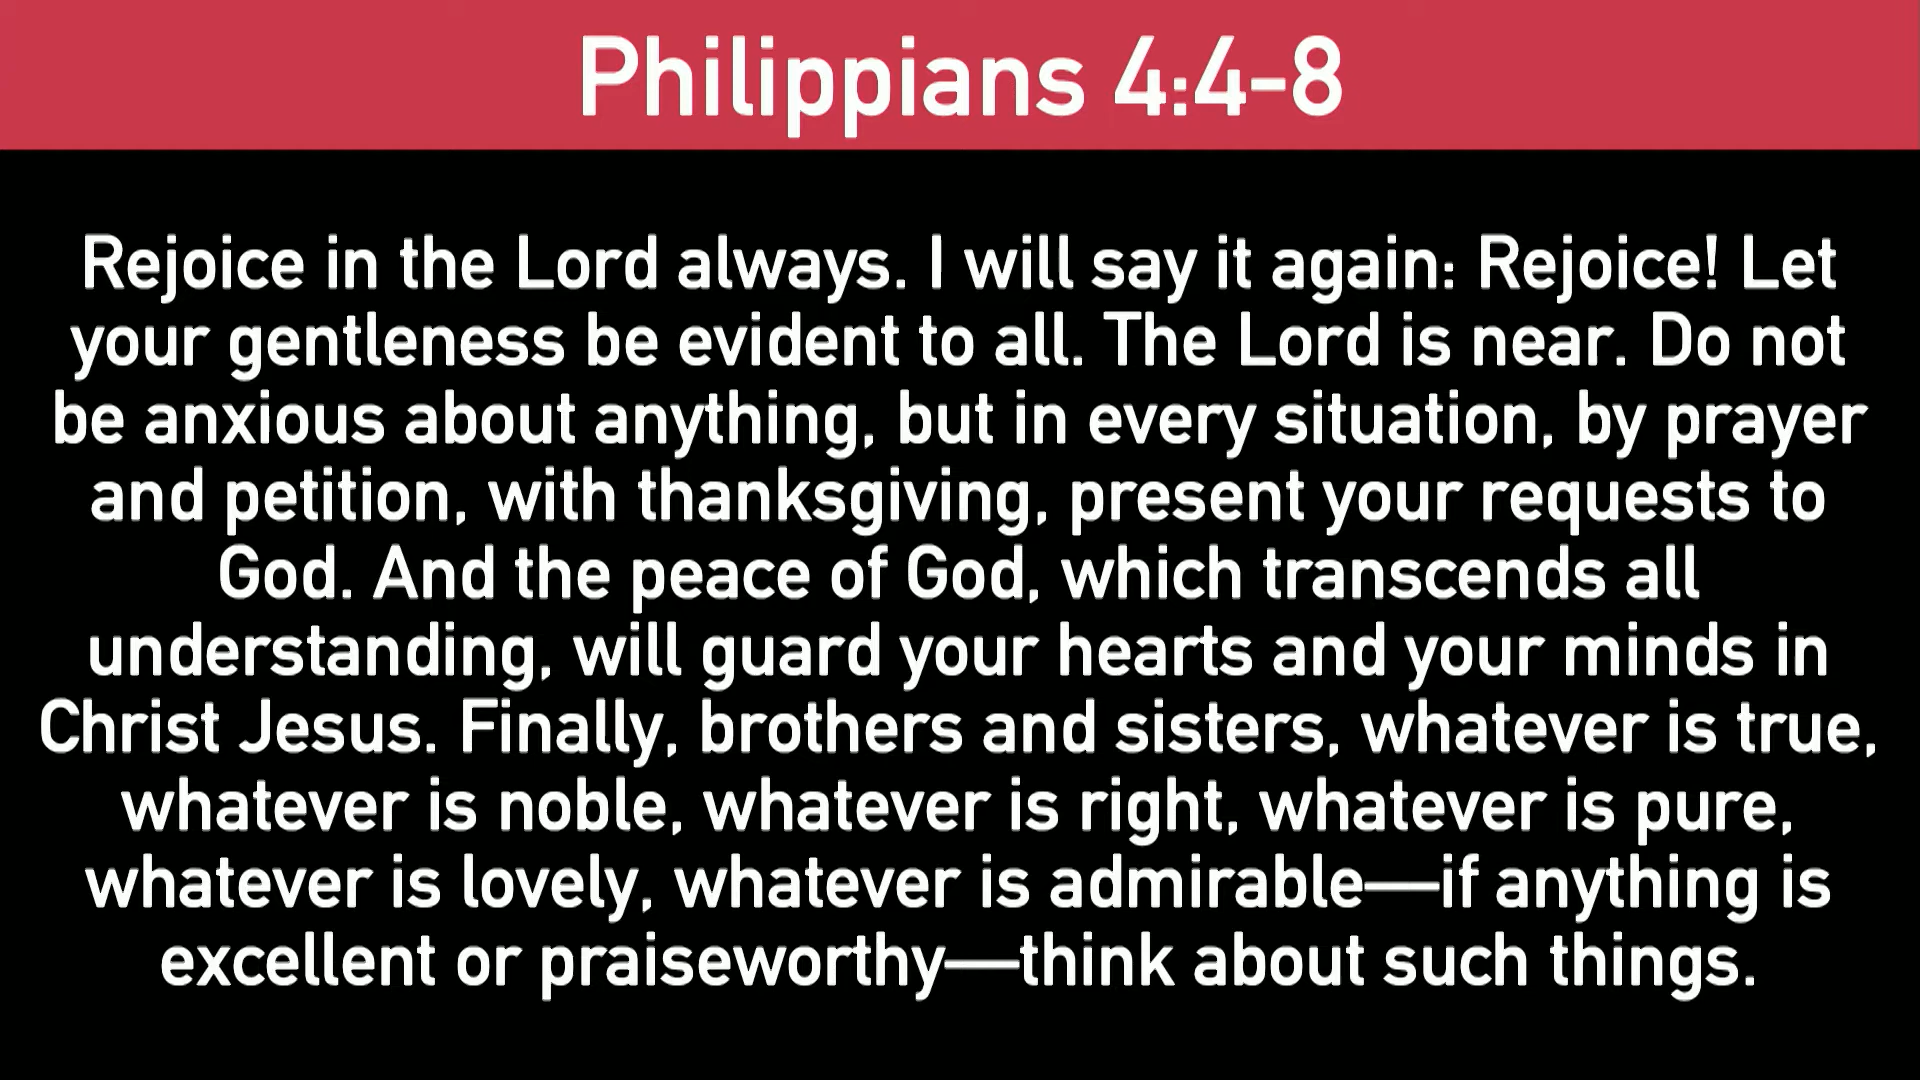 Philippians 4:4-8
Rejoice in the Lord always. I will say it again: Rejoice! Let
your gentleness be evident to all. The Lord is near. Do not
be anxious about anything, but in every situation, by prayer
and petition, with thanksgiving, present your requests to
God. And the peace of God, which transcends all
understanding, will guard your hearts and your minds in
Christ Jesus. Finally, brothers and sisters, whatever is true,
whatever is noble, whatever is right, whatever is pure,
whatever is lovely, whatever is admirable—if anything is
excellent or praiseworthy—think about such things.